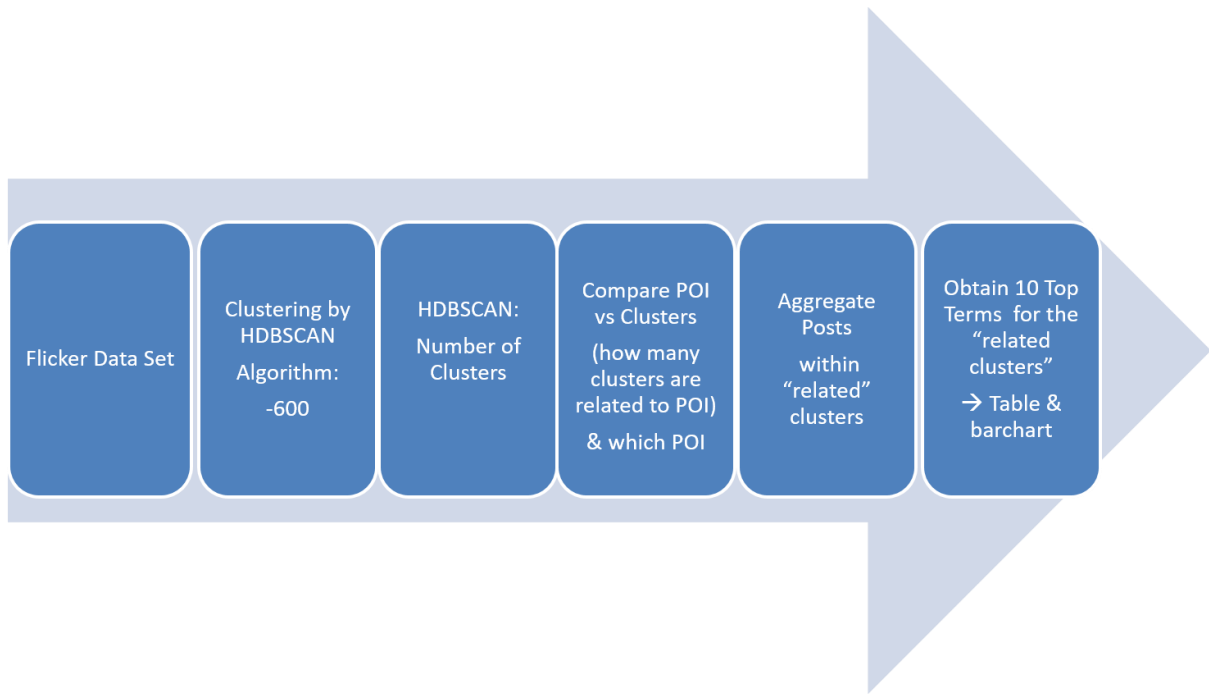 Flicker Data Set
Clustering by
HDBSCAN
Algorithm:
-600
HDBSCAN:
Number of
Clusters
Compare POI
vs Clusters
(how many
clusters are
related to POI)
& which POI
Aggregate
Posts
within
“related”
clusters
Obtain 10 Top
Terms for the
“related
clusters”
→ Table &
barchart